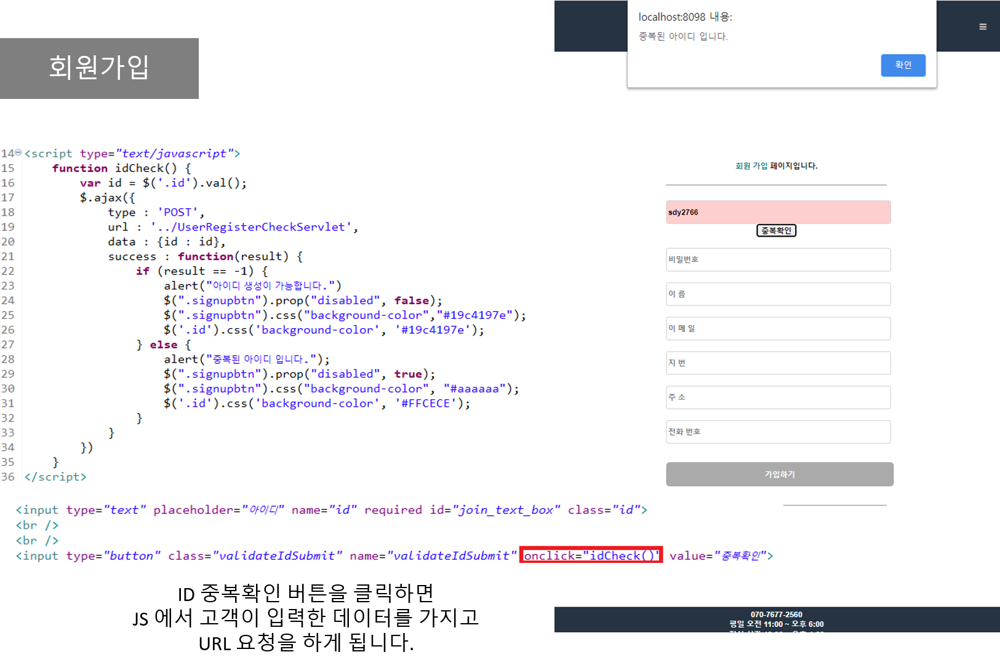 회원가입
14 <script type="text/javascript">
15 function idCheck() {
16 var id = $('.id').val();
17 $.ajax({
18 type : 'POST',
19 url : '../UserRegisterCheckServlet',
20 data : {id : id},
21 success : function(result) {
22 if (result == -1) {
23 alert("아이디 생성이 가능합니다.")
24 $(".signupbtn").prop("disabled", false);
25 $(".signupbtn").css("background-color","#19c4197e");
26 $('.id').css('background-color', '#19c4197e');
27 } else {
28 alert("중복된 아이디 입니다.");
29 $(".signupbtn").prop("disabled", true);
30 $(".signupbtn").css("background-color", "#aaaaaa");
31 $('.id').css('background-color', '#FFCECE');
32 }
33 }
34 })
35 }
36 </script>
<input type="text" placeholder="아이디" name="id" required id="join_text_box" class="id">
<br />
<br />
<input type="button" class="validateIdSubmit" name="validateIdSubmit" onclick="idCheck()" value="중복확인">
ID 중복확인 버튼을 클릭하면
JS 에서 고객이 입력한 데이터를 가지고
URL 요청을 하게 됩니다.
localhost:8098 내용:
중복된 아이디 입니다.
확인
회원 가입 페이지입니다.
sdy2766
중복확인
비밀번호
이 름
이 메 일
지 번
주 소
전화 번호
가입하기
070-7677-2560
평일 오전 11:00 ~ 오후 6:00